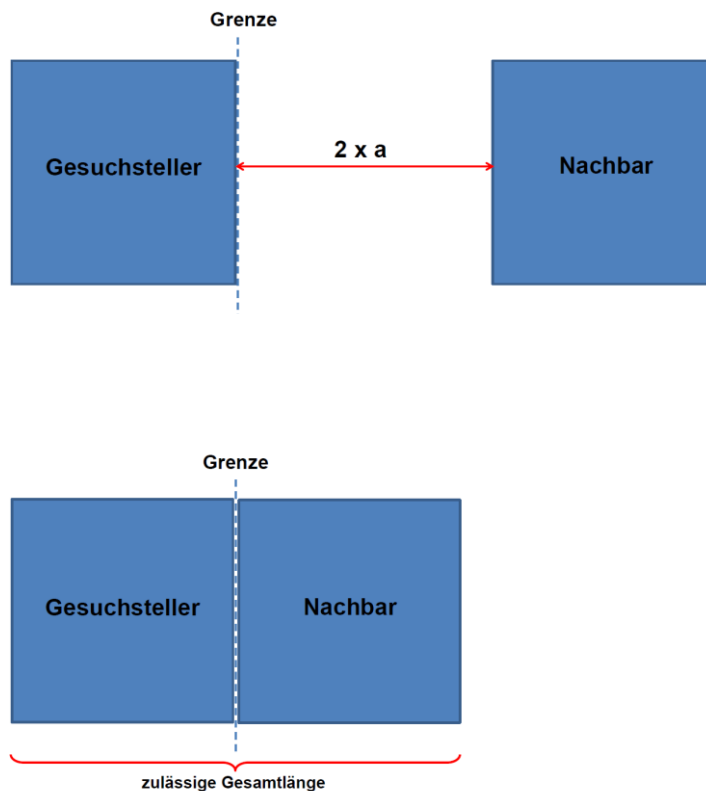 Grenze
Gesuchsteller
2 x a
Nachbar
Grenze
Gesuchsteller
Nachbar
zulässige Gesamtlänge